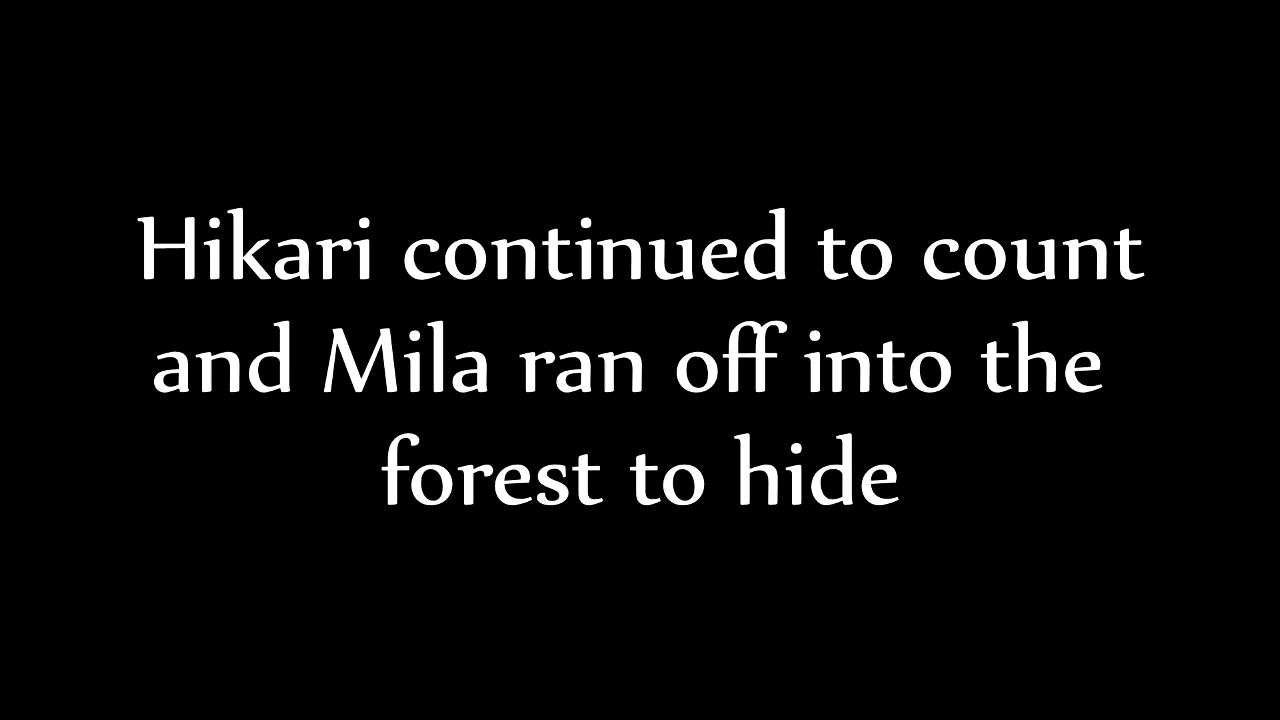 Hikari continued to count
and Mila ran off into the
forest to hide